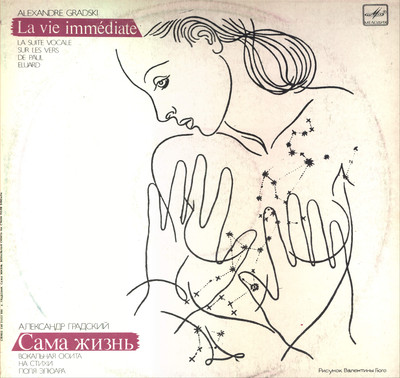 ALEXANDRE GRADSKI
La vie immédiate
LA SUITE VOCALE
SUR LES VERS
DE PAUL
ELUARD
АЛЕКСАНДР ГРАДСКИЙ
Сама жизнь
ВОКАЛЬНАЯ СЮИТА
НА СТИХИ
ПОЛЯ ЭЛЮАРА
Рисунок Валентины Гюго